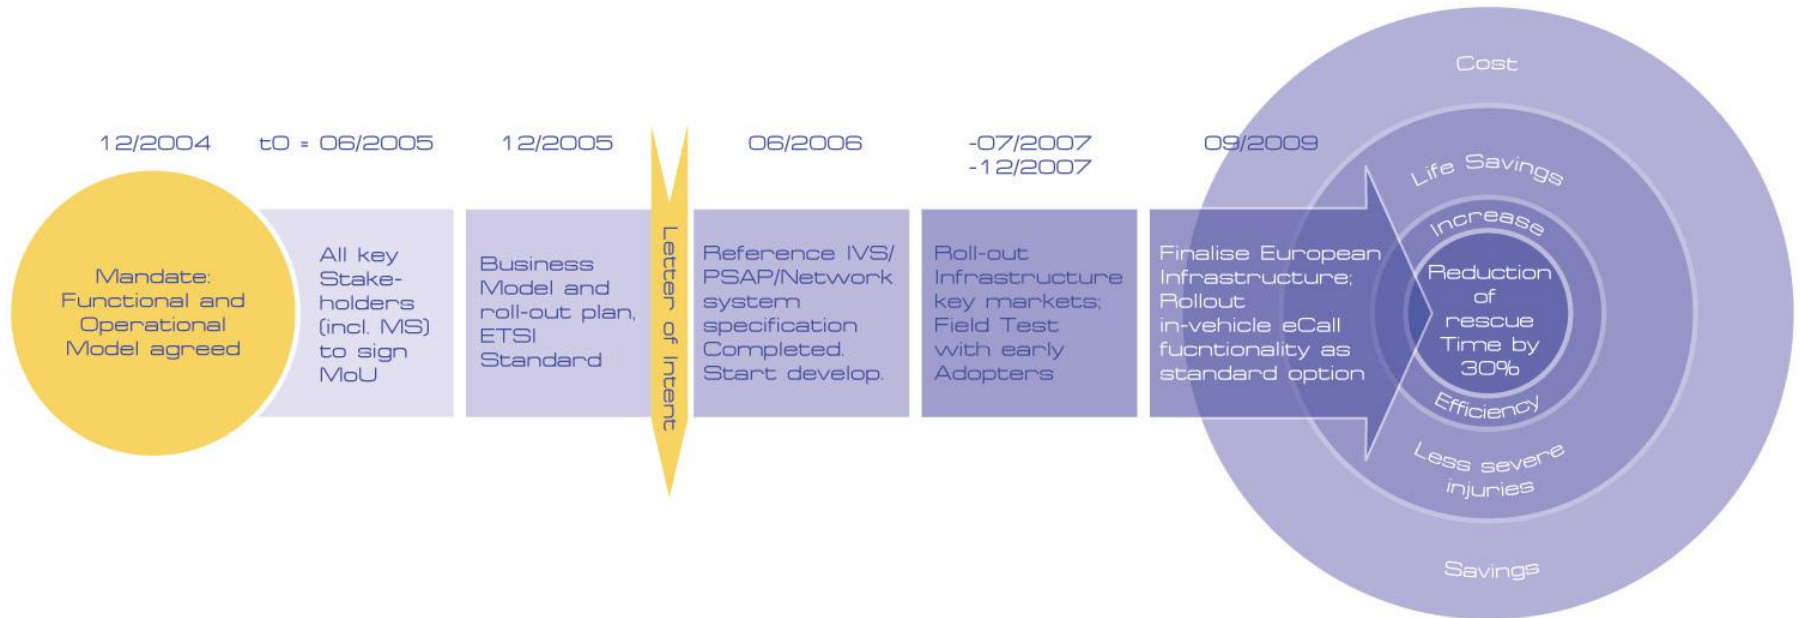 12/2004
t0 = 06/2005
12/2005
06/2006
-07/2007
-12/2007
09/2009
Mandate:
Functional and
Operational
Model agreed
All key
Stake-
holders
(incl. MS)
to sign
MoU
Business
Model and
roll-out plan,
ETSI
Standard
Letter of Intent
Reference IVS/
PSAP/Network
system
specification
Completed.
Start develop.
Roll-out
Infrastructure
key markets;
Field Test
with early
Adopters
Finalise European
Infrastructure;
Rollout
in-vehicle eCall
fucntionality as
standard option
Cost
Life Savings
Increase
Reduction
of
rescue
Time by
30%
Efficiency
Less severe
injuries
Savings